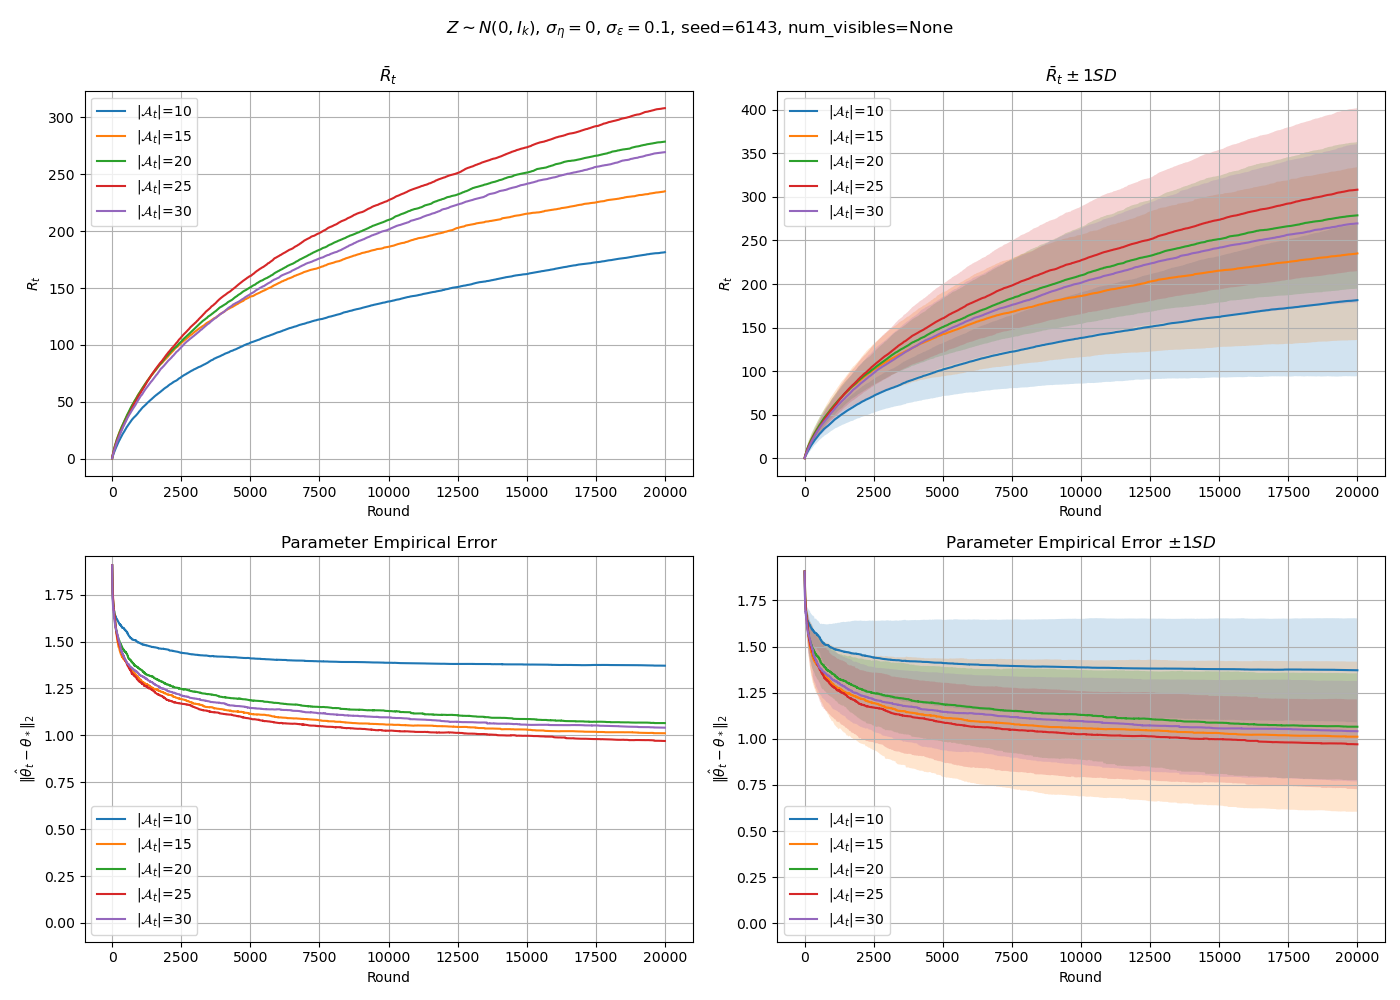 Z ∼ N(0, I_k), σ_η = 0, σ_ε = 0.1, seed=6143, num_visibles=None
R̄_t
300
250
200
150
100
50
0
R_t
|𝒜_t|=10
|𝒜_t|=15
|𝒜_t|=20
|𝒜_t|=25
|𝒜_t|=30
0 2500 5000 7500 10000 12500 15000 17500 20000
Round
R̄_t ± 1SD
400
350
300
250
200
150
100
50
0
R_t
|𝒜_t|=10
|𝒜_t|=15
|𝒜_t|=20
|𝒜_t|=25
|𝒜_t|=30
0 2500 5000 7500 10000 12500 15000 17500 20000
Round
Parameter Empirical Error
1.75
1.50
1.25
1.00
0.75
0.50
0.25
0.00
‖θ̂_t − θ_*‖_2
|𝒜_t|=10
|𝒜_t|=15
|𝒜_t|=20
|𝒜_t|=25
|𝒜_t|=30
0 2500 5000 7500 10000 12500 15000 17500 20000
Round
Parameter Empirical Error ±1SD
1.75
1.50
1.25
1.00
0.75
0.50
0.25
0.00
‖θ̂_t − θ_*‖_2
|𝒜_t|=10
|𝒜_t|=15
|𝒜_t|=20
|𝒜_t|=25
|𝒜_t|=30
0 2500 5000 7500 10000 12500 15000 17500 20000
Round